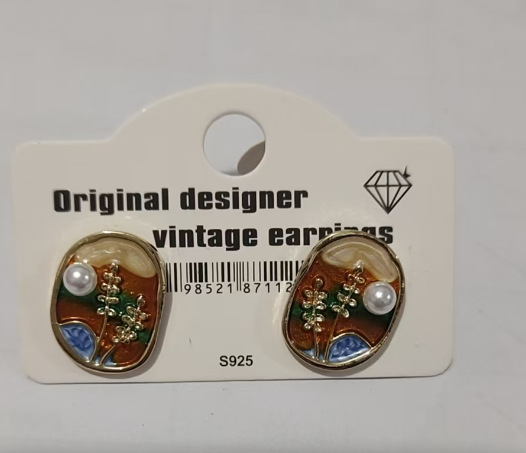 Original designer
vintage earrings
98521 87112
S925